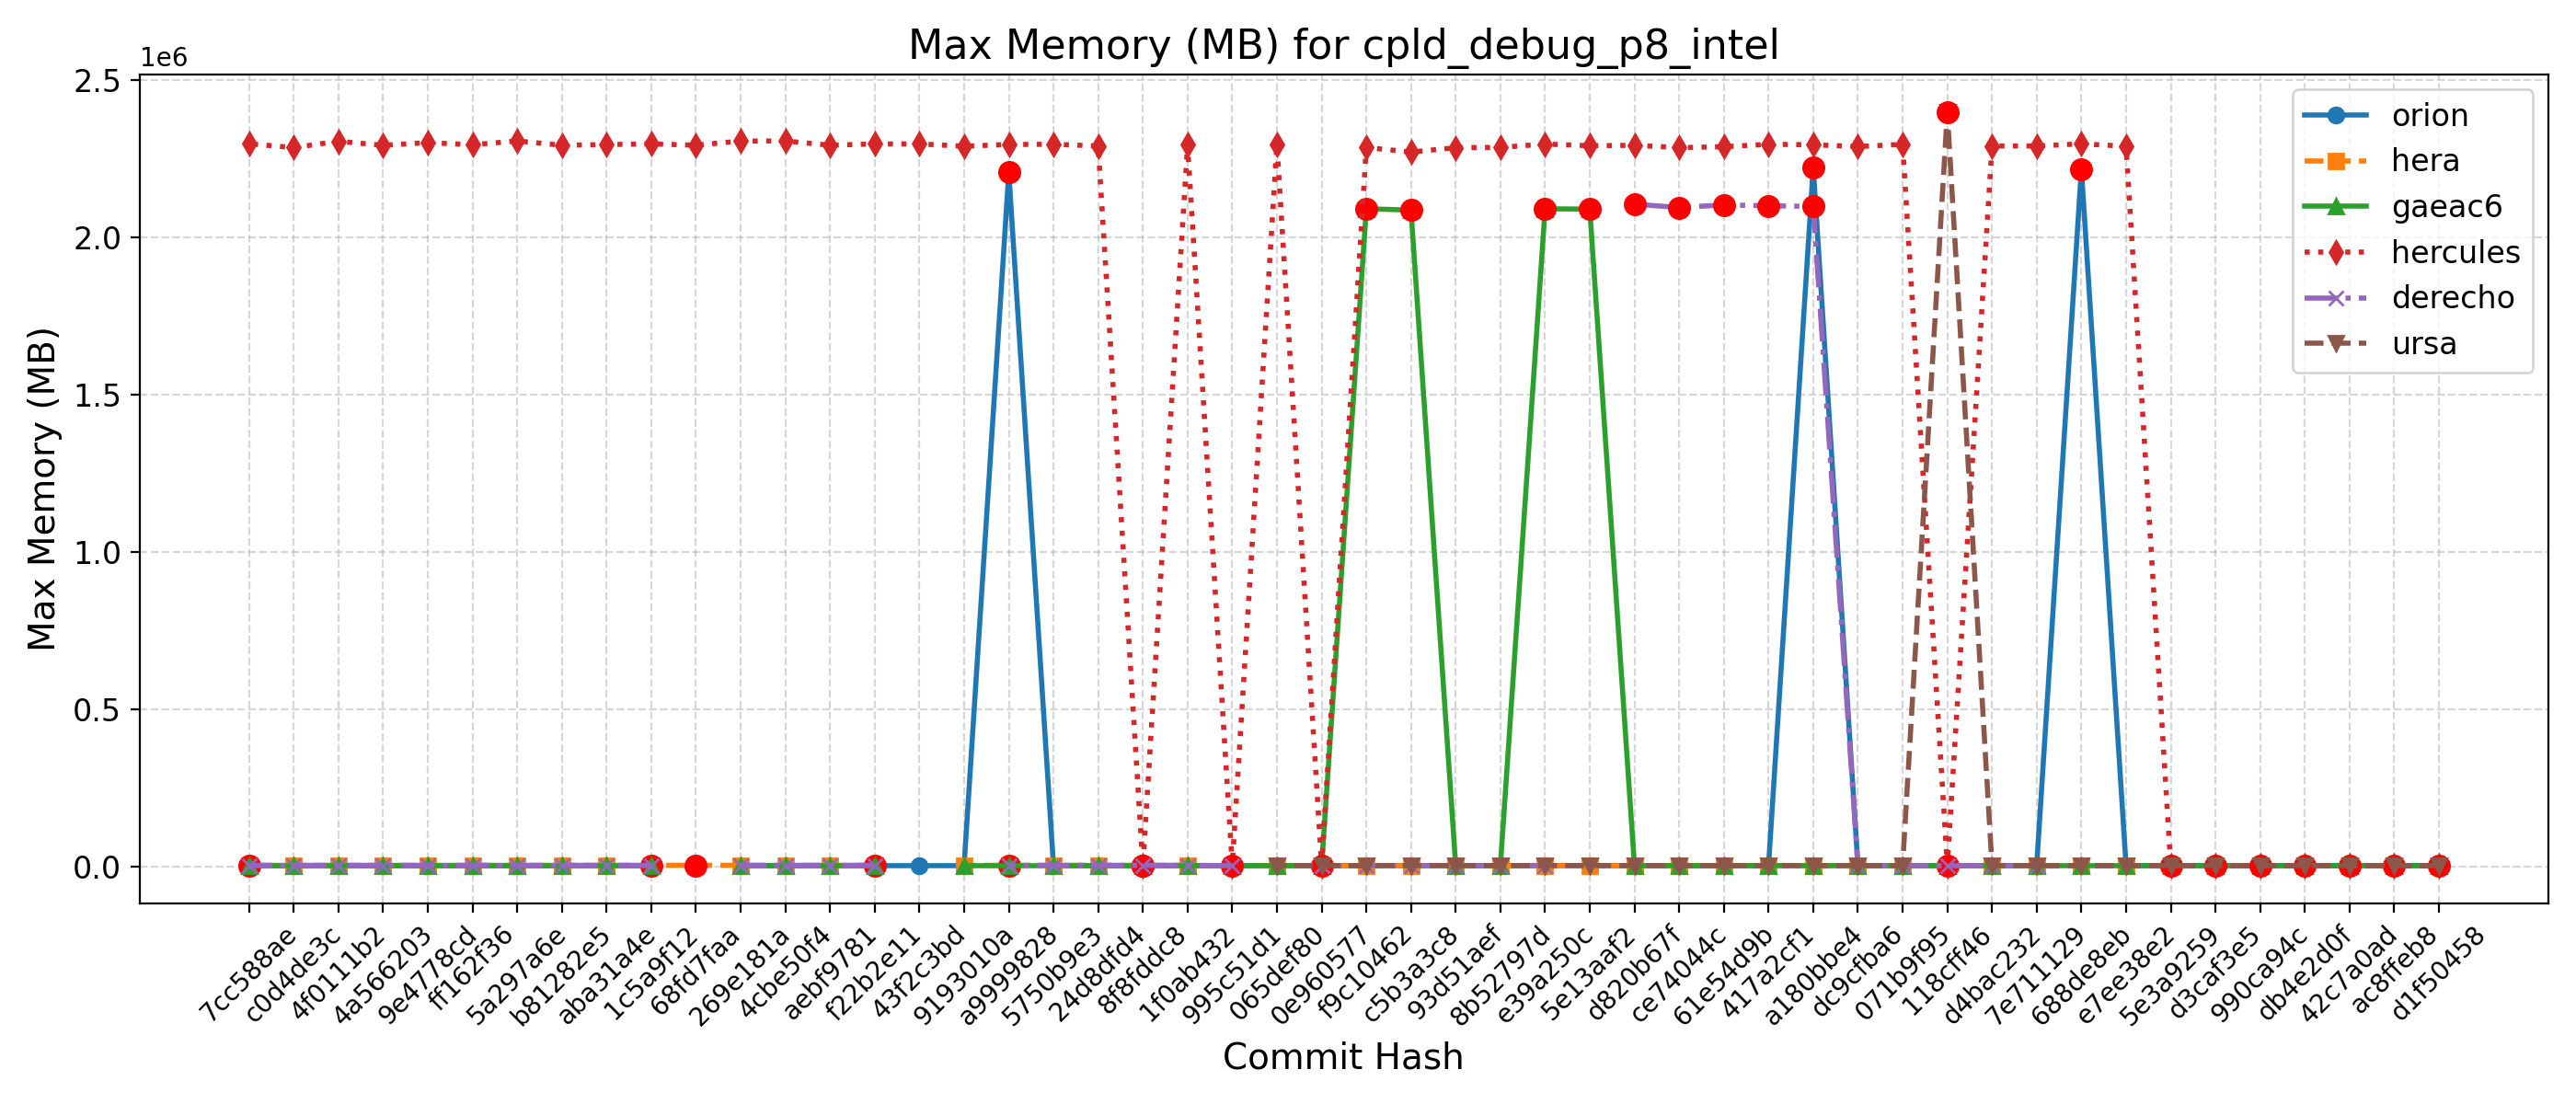 Max Memory (MB) for cpld_debug_p8_intel
1e6
2.5
2.0
1.5
1.0
0.5
0.0
Max Memory (MB)
orion
hera
gaeac6
hercules
derecho
ursa
7cc588ae
c0d4de3c
4f0111b2
4a566203
9e4778cd
ff162f36
5a297a6e
b81282e5
aba31a4e
1c5a9f12
68fd7faa
269e181a
4cbe50f4
aebf9781
f22b2e11
43f2c3bd
9193010a
a9999828
5750b9e3
24d8dfd4
8f8fddc8
1f0ab432
995c51d1
065def80
0e960577
f9c10462
c5b3a3c8
93d51aef
8b52797d
e39a250c
5e13aaf2
d820b67f
ce74044c
61e54d9b
417a2cf1
a180bbe4
dc9cfba6
071b9f95
118cff46
d4bac232
7e711129
688de8eb
e7ee38e2
5e3a9259
d3caf3e5
990ca94c
db4e2d0f
42c7a0ad
ac8ffeb8
d1f50458
Commit Hash